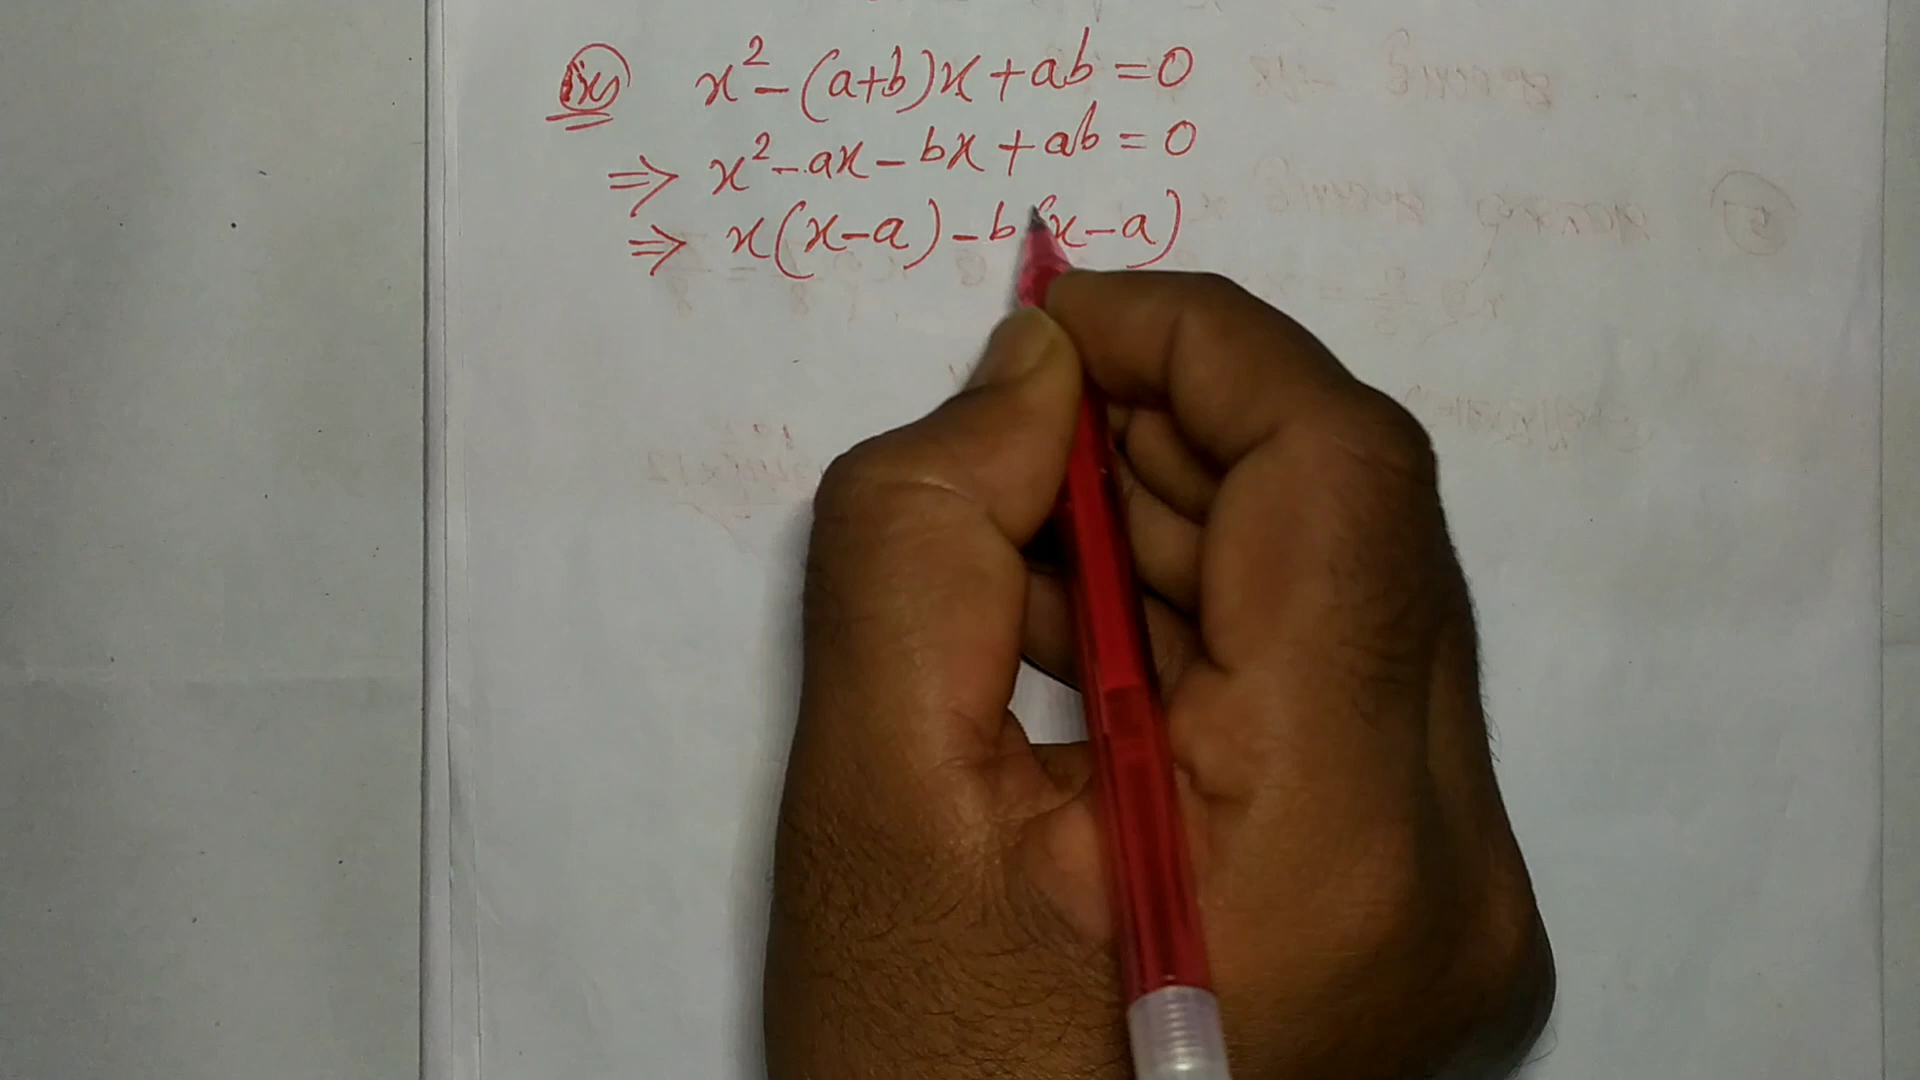 (ix) x² - (a+b)x + ab = 0
⇒ x² - ax - bx + ab = 0
⇒ x(x-a) - b(x-a)